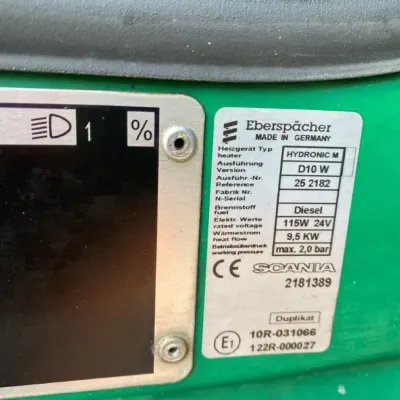 1 %
Eberspächer
MADE IN GERMANY
Heizgerät Typ
heater HYDRONIC M
Ausführung
Version D10 W
Ausführ.-Nr.
Reference 25 2182
Fabrik Nr.
N-Serial
Brennstoff
fuel Diesel
Elektr. Werte
rated voltage 115W 24V
Wärmestrom
heat flow 9,5 KW
Betriebsüberdruck
working pressure max. 2,0 bar
CE SCANIA
2181389
Duplikat
E1 10R-031066
122R-000027